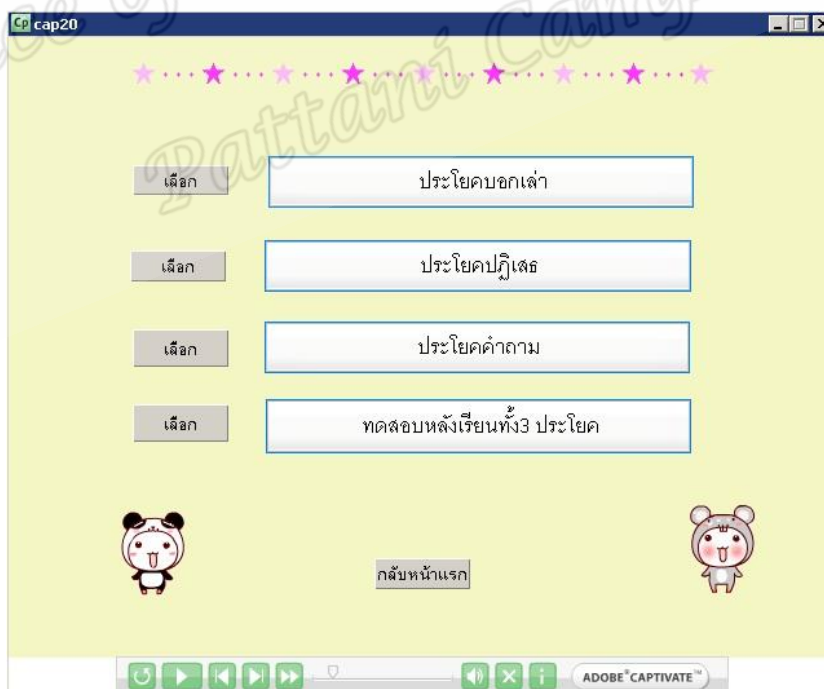 cap20
Pattani Camp
เลือก ประโยคบอกเล่า
เลือก ประโยคปฏิเสธ
เลือก ประโยคคำถาม
เลือก ทดสอบหลังเรียนทั้ง3 ประโยค
กลับหน้าแรก
ADOBE®CAPTIVATE™